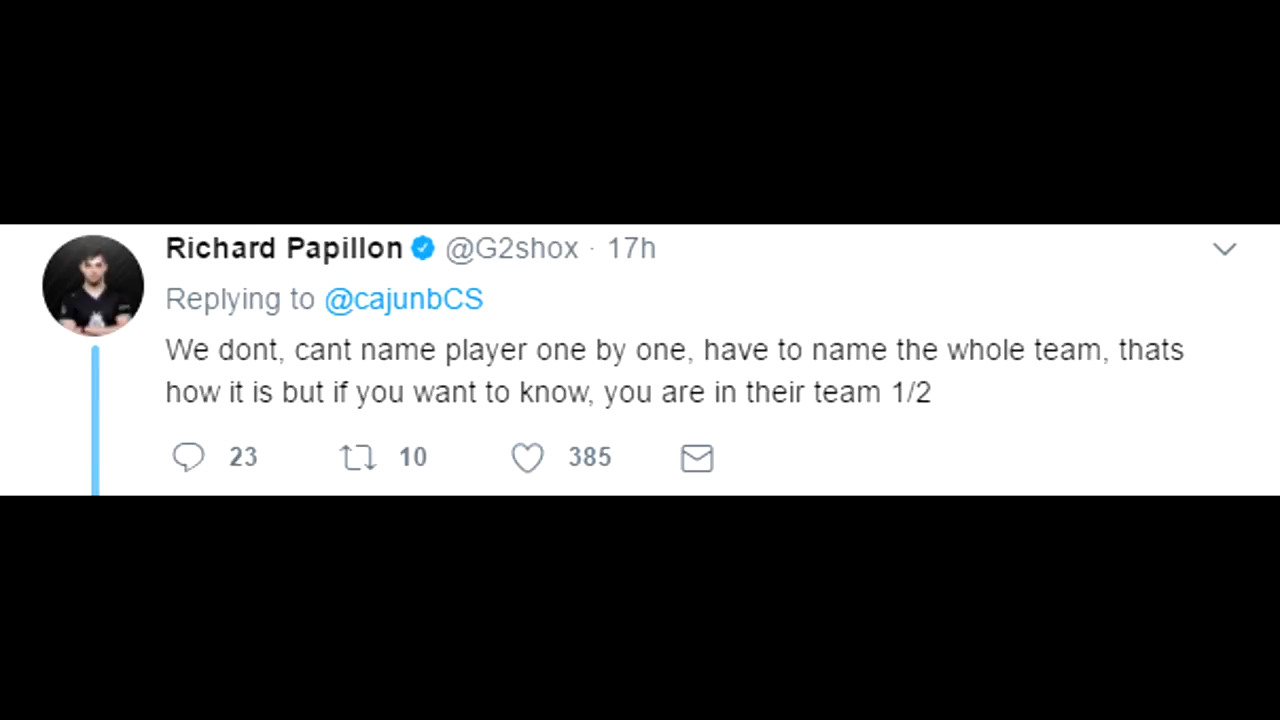 Richard Papillon @G2shox · 17h
Replying to @cajunbCS
We dont, cant name player one by one, have to name the whole team, thats
how it is but if you want to know, you are in their team 1/2
23 10 385